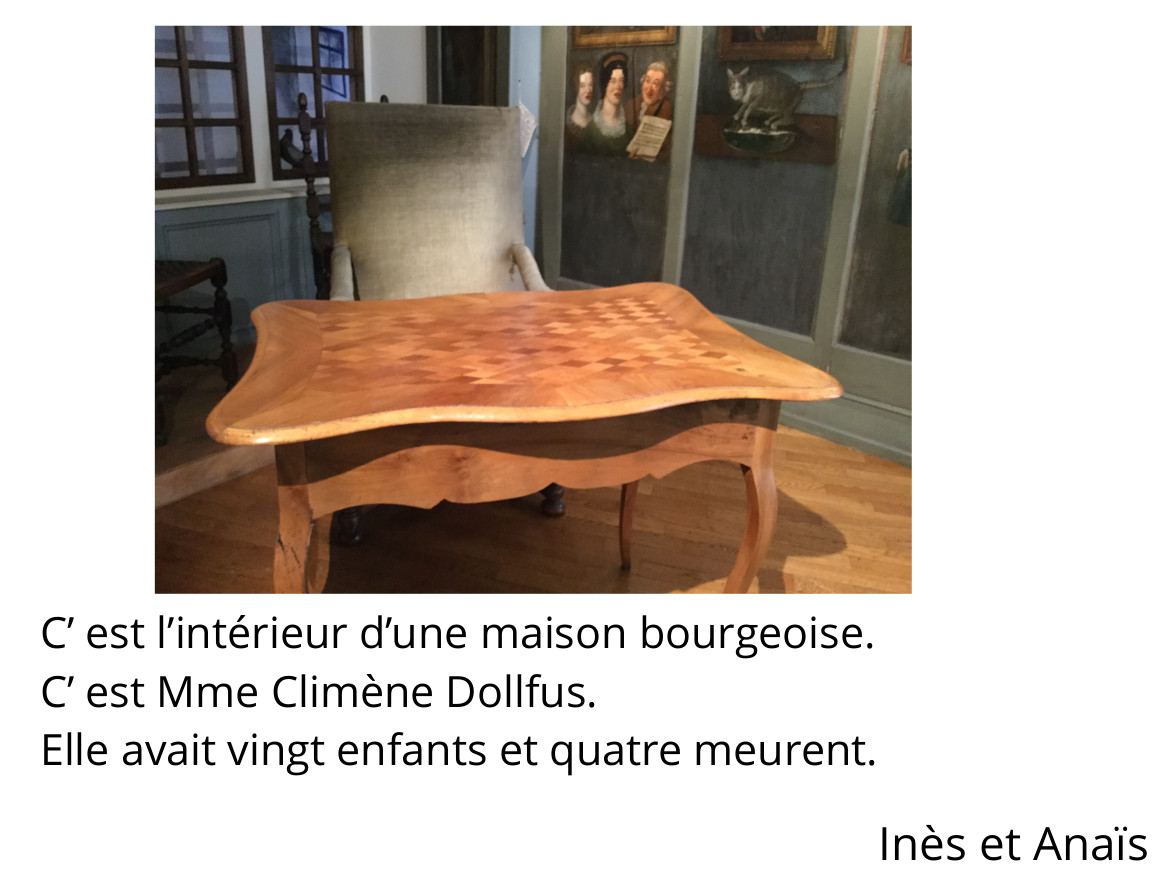 C’ est l’intérieur d’une maison bourgeoise.
C’ est Mme Climène Dollfus.
Elle avait vingt enfants et quatre meurent.
Inès et Anaïs